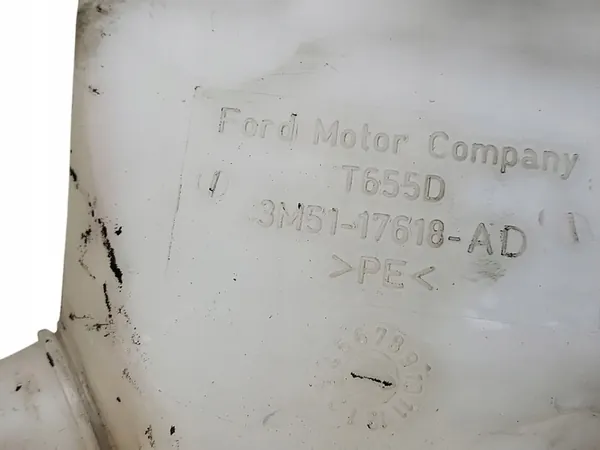 Ford Motor Company
T655D
3M51-17618-AD
>PE<